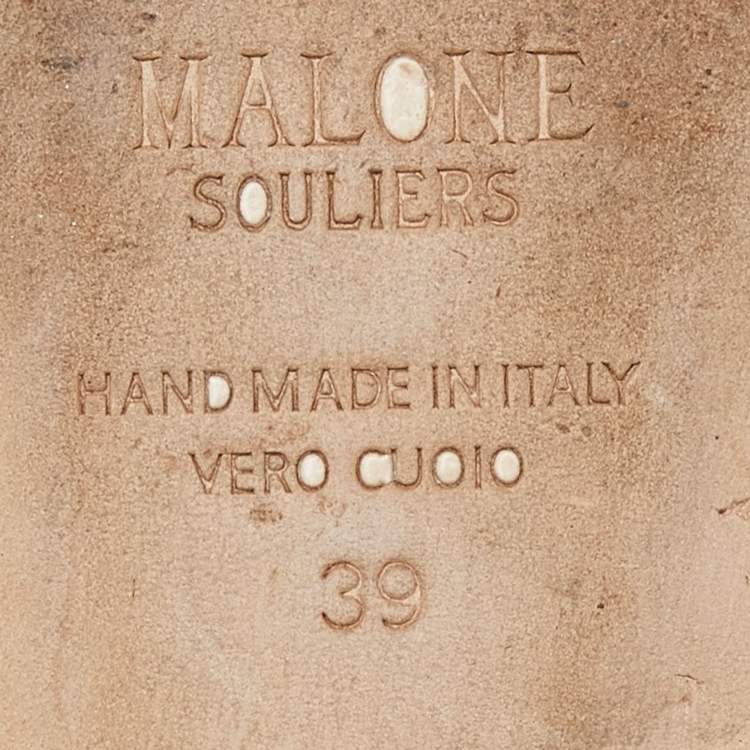 MALONE
SOULIERS
HAND MADE IN ITALY
VERO CUOIO
39